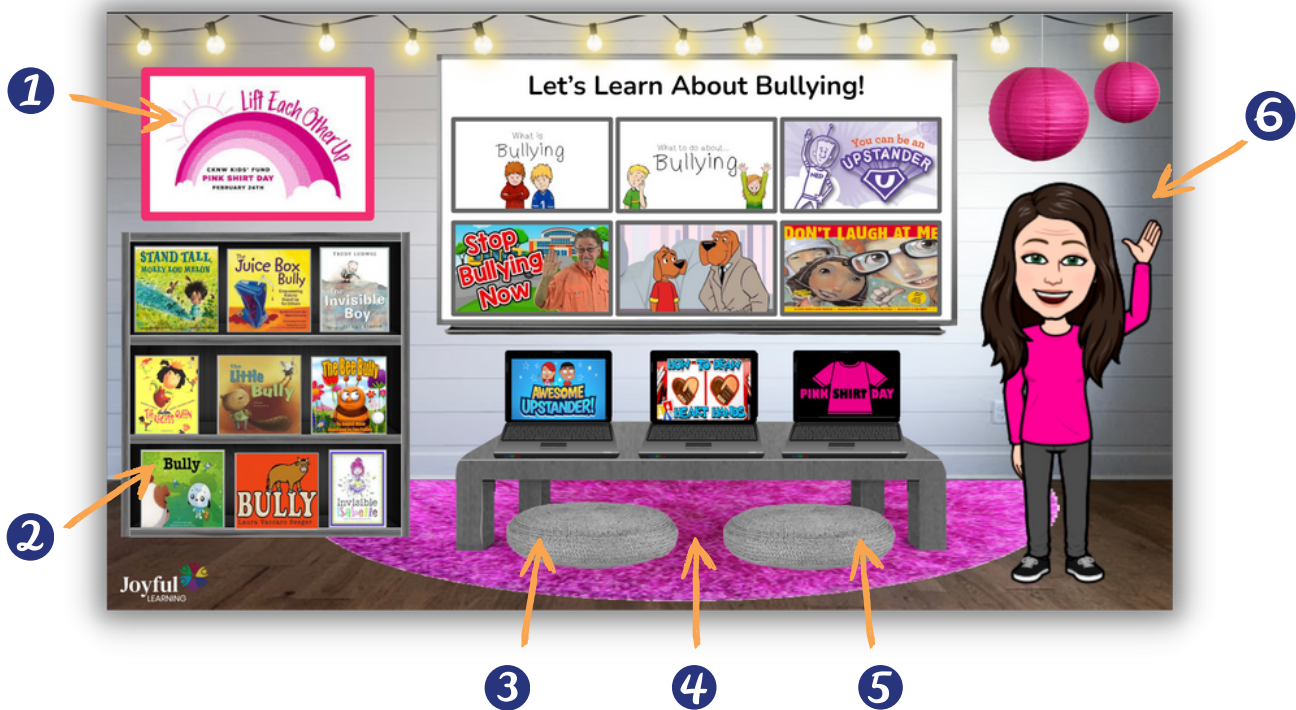 1
Lift Each Other Up
CKNW KIDS' FUND
PINK SHIRT DAY
FEBRUARY 24TH
Let's Learn About Bullying!
What is
Bullying
What to do about...
Bullying
You can be an
UPSTANDER
U
NED
Stop
Bullying
Now
DON'T LAUGH AT ME
6
STAND TALL,
MOLLY LOU MELON
The
Juice Box
Bully
TRUDY LUDWIG
The
Invisible
Boy
THE
RECESS QUEEN
The
Little
Bully
The Bee Bully
2
Bully
BULLY
Laura Vaccaro Seeger
Invisible
AWESOME
UPSTANDER!
HOW TO DRAW
HEART HANDS
PINK SHIRT DAY
Joyful
LEARNING
3
4
5